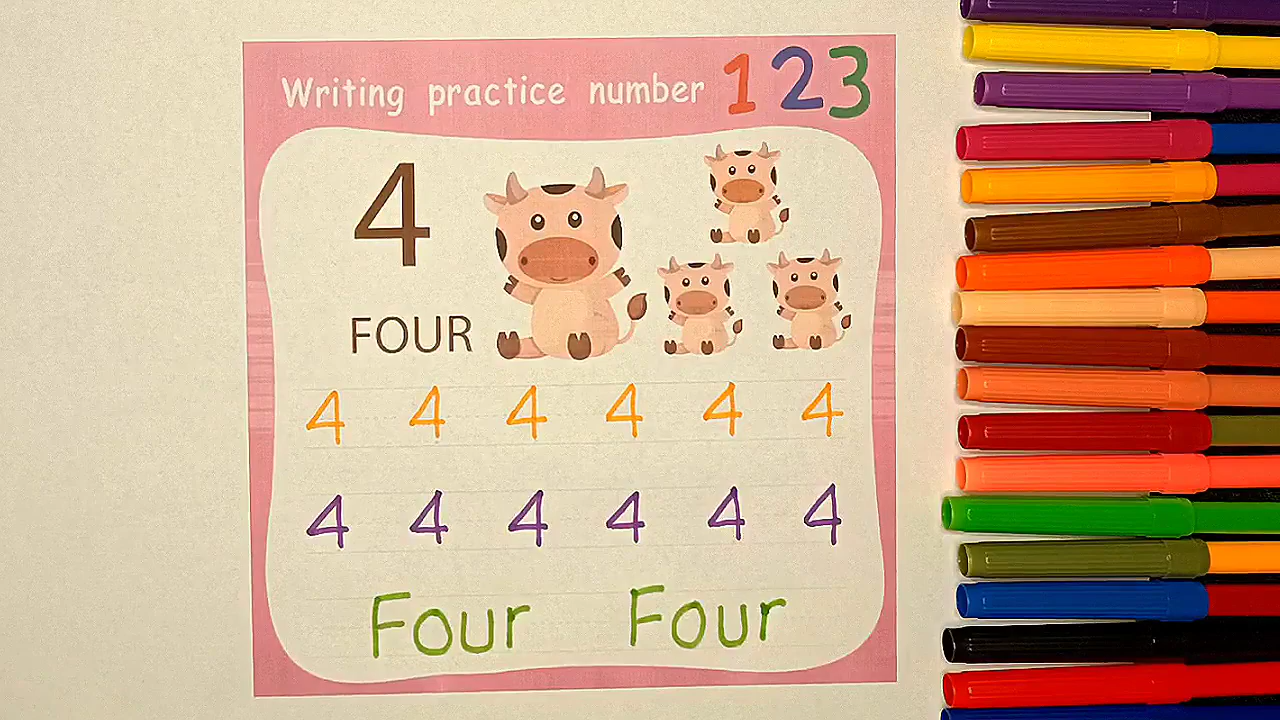 Writing practice number 123
4
FOUR
4 4 4 4 4 4
4 4 4 4 4 4
Four Four